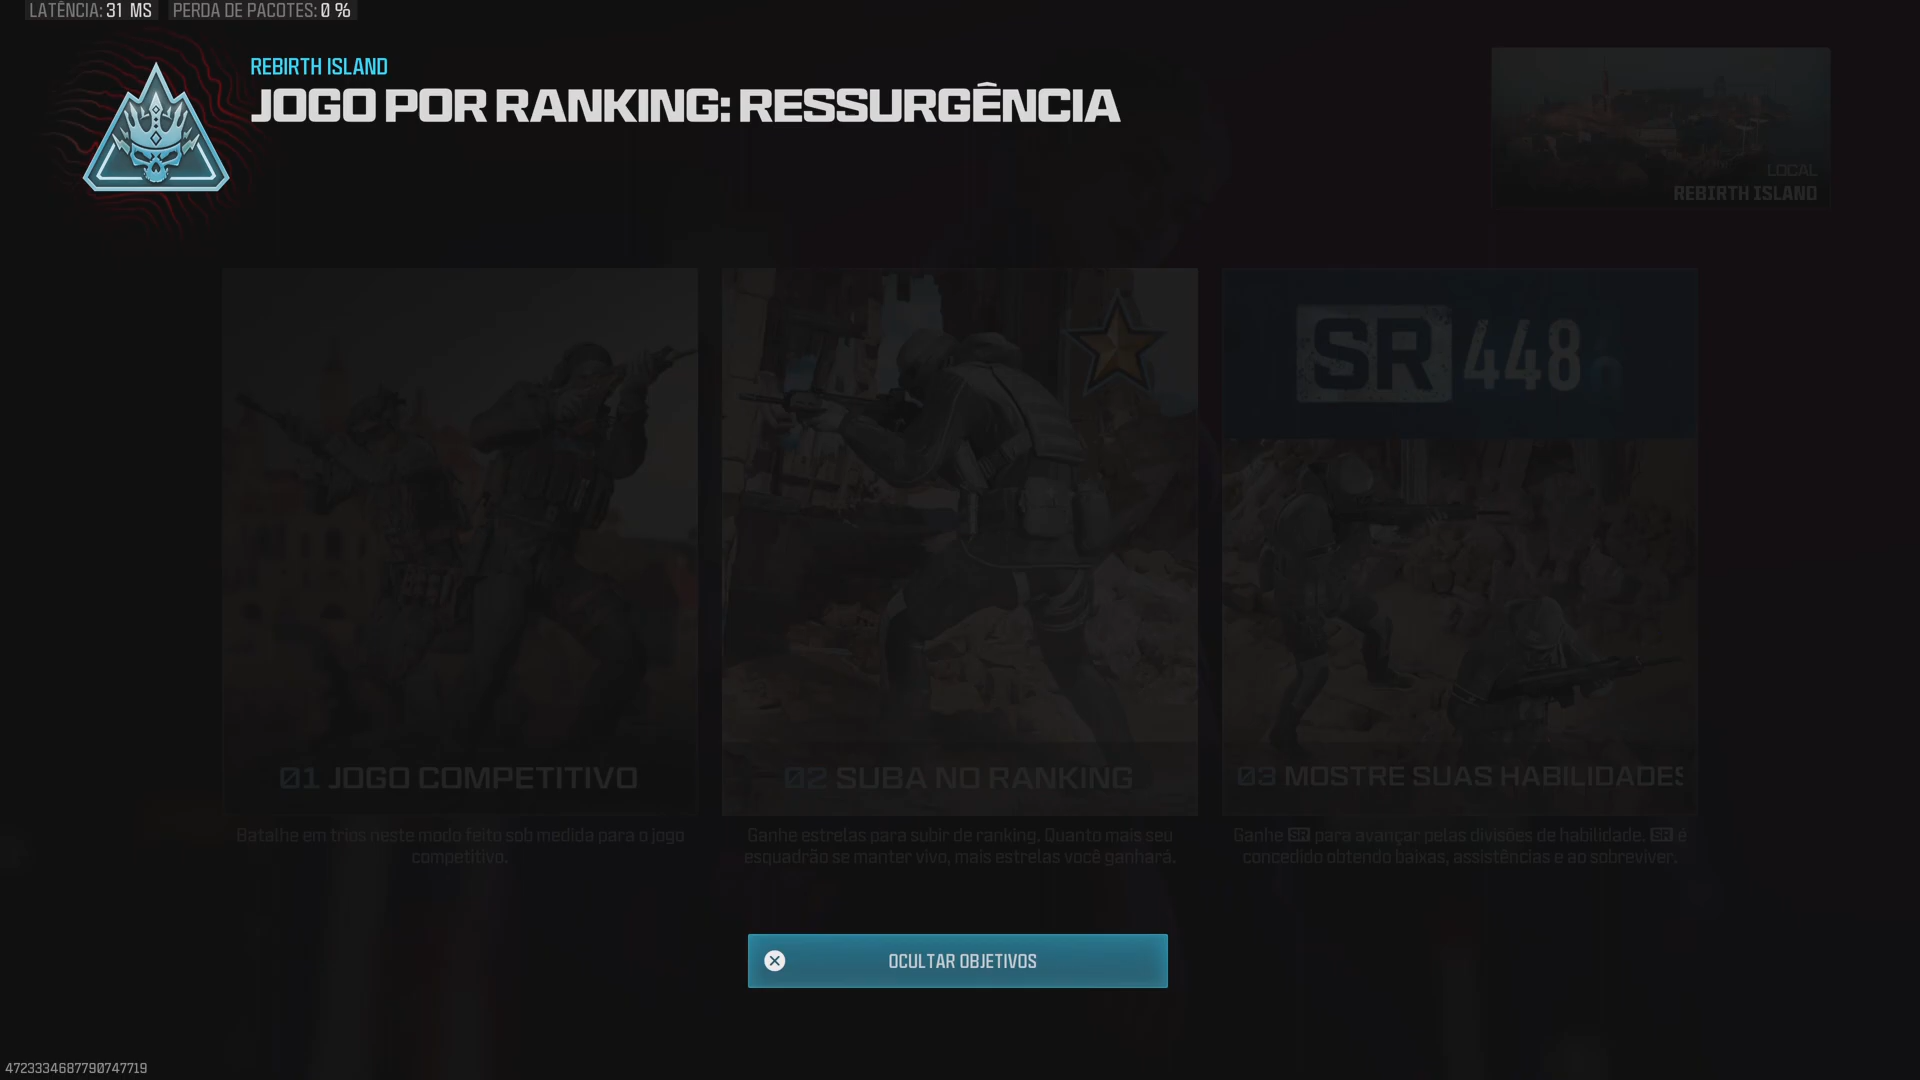 LATÊNCIA: 31 MS PERDA DE PACOTES: 0 %
REBIRTH ISLAND
JOGO POR RANKING: RESSURGÊNCIA
LOCAL
REBIRTH ISLAND
SR 448
01 JOGO COMPETITIVO
Batalhe em trios neste modo feito sob medida para o jogo
competitivo.
02 SUBA NO RANKING
Ganhe estrelas para subir de ranking. Quanto mais seu
esquadrão se manter vivo, mais estrelas você ganhará.
03 MOSTRE SUAS HABILIDADES
Ganhe SR para avançar pelas divisões de habilidade. SR é
concedido obtendo baixas, assistências e ao sobreviver.
OCULTAR OBJETIVOS
4723334687790747719